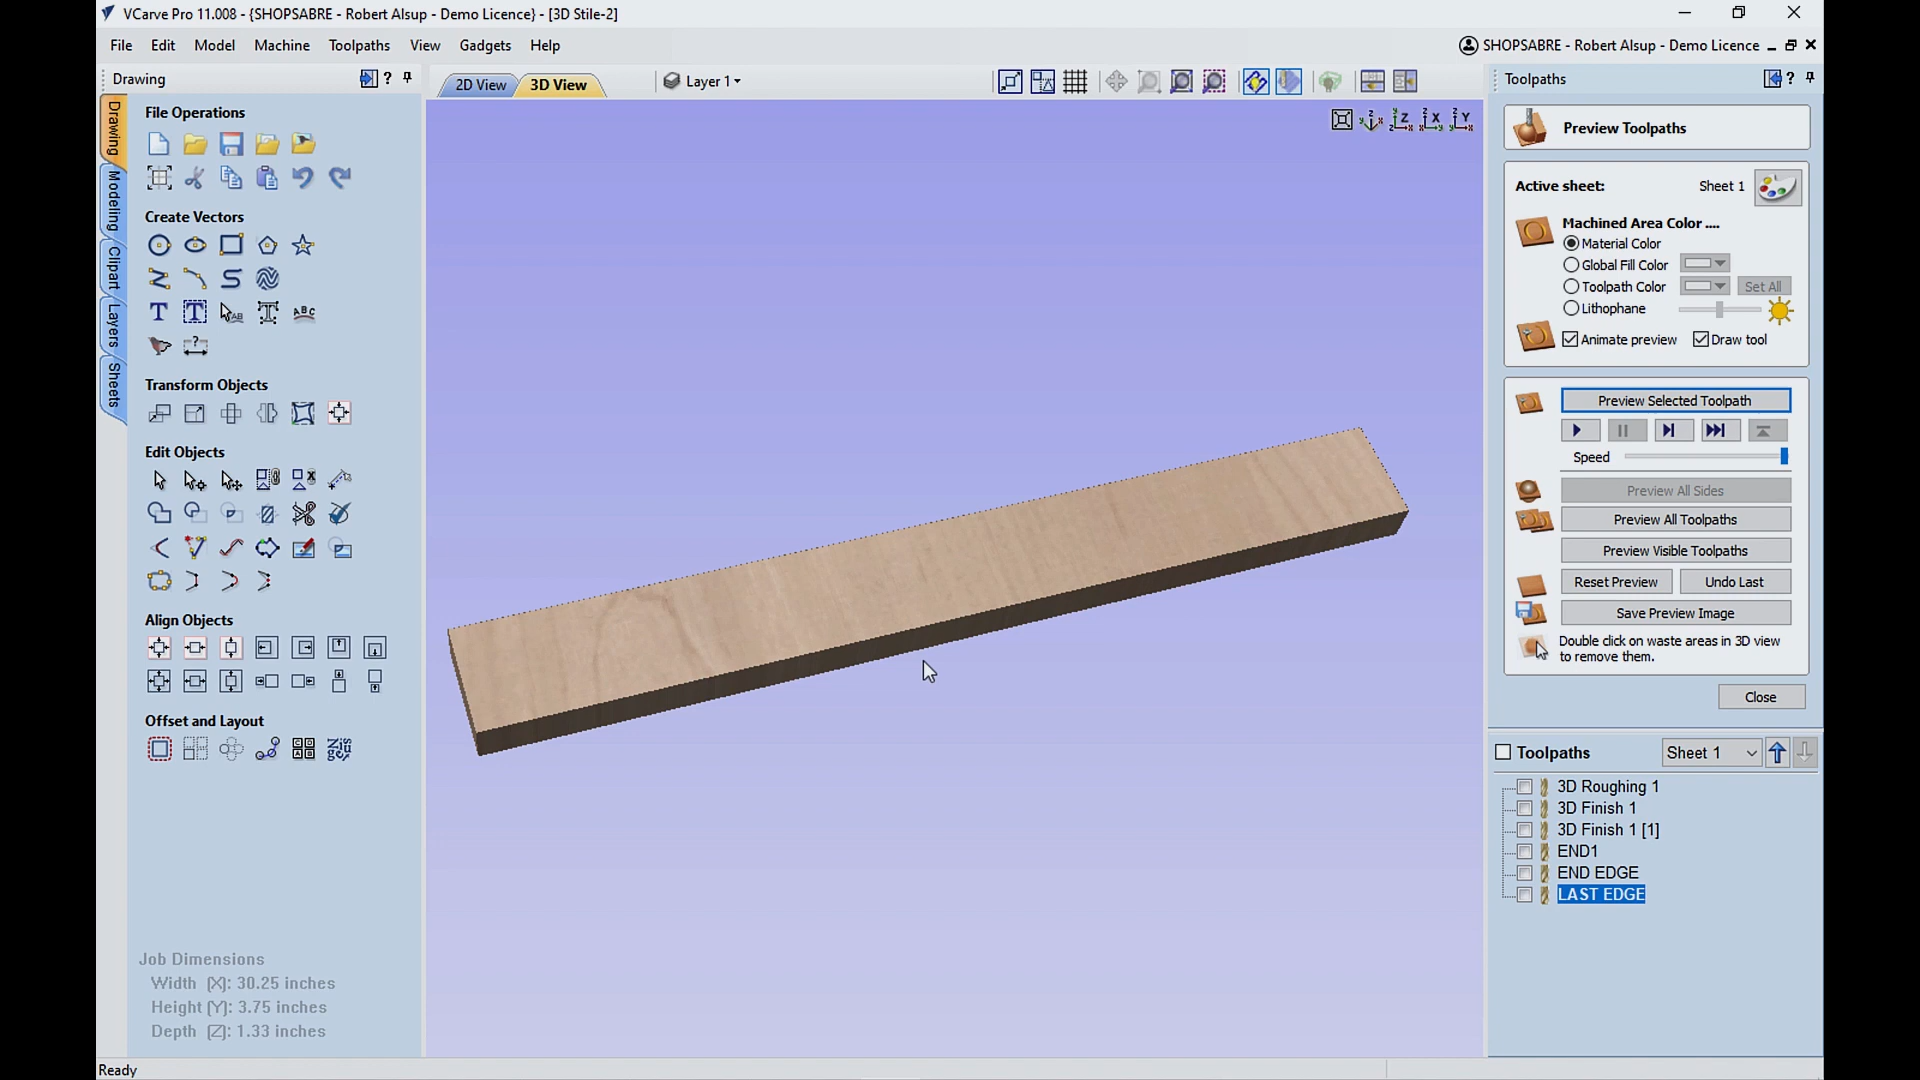 VCarve Pro 11.008 - {SHOPSABRE - Robert Alsup - Demo Licence} - [3D Stile-2]
File Edit Model Machine Toolpaths View Gadgets Help
SHOPSABRE - Robert Alsup - Demo Licence
Drawing
2D View
3D View
Layer 1
Toolpaths
Drawing
Modeling
Clipart
Layers
Sheets
File Operations
Create Vectors
Transform Objects
Edit Objects
Align Objects
Offset and Layout
Job Dimensions
Width (X): 30.25 inches
Height (Y): 3.75 inches
Depth (Z): 1.33 inches
Ready
Preview Toolpaths
Active sheet: Sheet 1
Machined Area Color ....
Material Color
Global Fill Color
Toolpath Color
Set All
Lithophane
Animate preview
Draw tool
Preview Selected Toolpath
Speed
Preview All Sides
Preview All Toolpaths
Preview Visible Toolpaths
Reset Preview
Undo Last
Save Preview Image
Double click on waste areas in 3D view
to remove them.
Close
Toolpaths
Sheet 1
3D Roughing 1
3D Finish 1
3D Finish 1 [1]
END1
END EDGE
LAST EDGE